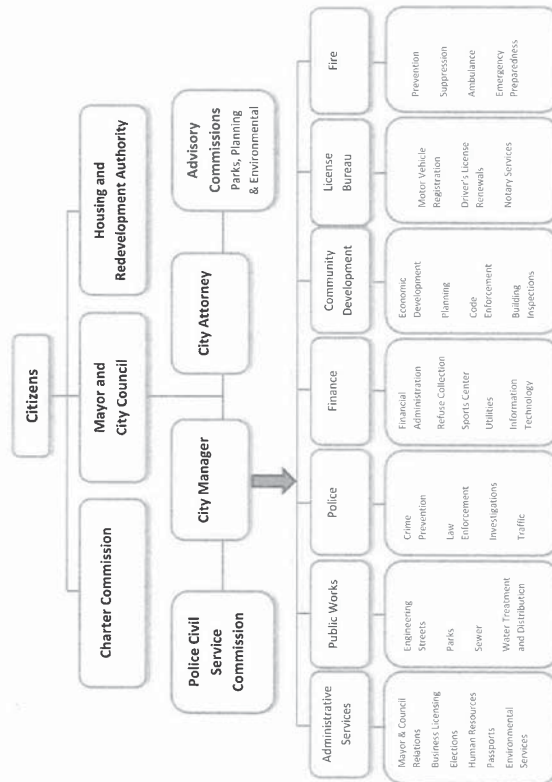 Citizens
Charter Commission
Mayor and
City Council
Housing and
Redevelopment Authority
Police Civil
Service
Commission
City Manager
City Attorney
Advisory
Commissions
Parks, Planning
& Environmental
Administrative
Services
Mayor & Council
Relations
Business Licensing
Elections
Human Resources
Passports
Environmental
Services
Public Works
Engineering
Streets
Parks
Sewer
Water Treatment
and Distribution
Police
Crime
Prevention
Law
Enforcement
Investigations
Traffic
Finance
Financial
Administration
Refuse Collection
Sports Center
Utilities
Information
Technology
Community
Development
Economic
Development
Planning
Code
Enforcement
Building
Inspections
License
Bureau
Motor Vehicle
Registration
Driver's License
Renewals
Notary Services
Fire
Prevention
Suppression
Ambulance
Emergency
Preparedness